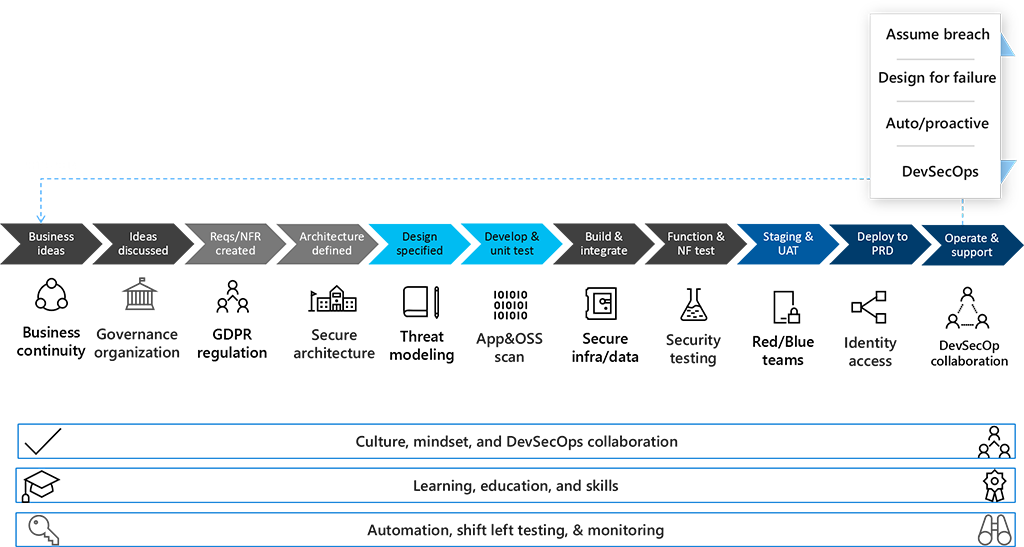 Assume breach
Design for failure
Auto/proactive
DevSecOps
Business
ideas
Ideas
discussed
Reqs/NFR
created
Architecture
defined
Design
specified
Develop &
unit test
Build &
integrate
Function &
NF test
Staging &
UAT
Deploy to
PRD
Operate &
support
Business
continuity
Governance
organization
GDPR
regulation
Secure
architecture
Threat
modeling
IOIOIO
OIOIOI
IOIOIO
App&OSS
scan
Secure
infra/data
Security
testing
Red/Blue
teams
Identity
access
DevSecOp
collaboration
Culture, mindset, and DevSecOps collaboration
Learning, education, and skills
Automation, shift left testing, & monitoring